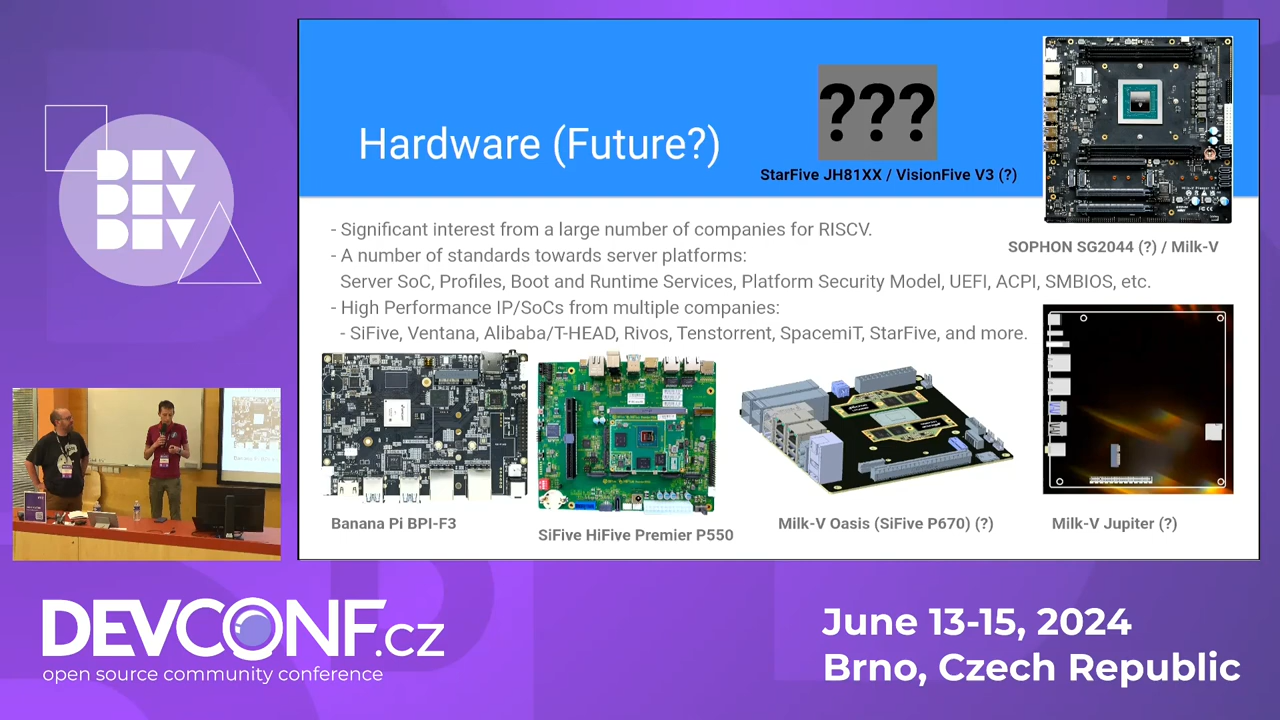 DEV
DEV
DEV
Hardware (Future?)
???
StarFive JH81XX / VisionFive V3 (?)
SOPHON SG2044 (?) / Milk-V
- Significant interest from a large number of companies for RISCV.
- A number of standards towards server platforms:
Server SoC, Profiles, Boot and Runtime Services, Platform Security Model, UEFI, ACPI, SMBIOS, etc.
- High Performance IP/SoCs from multiple companies:
- SiFive, Ventana, Alibaba/T-HEAD, Rivos, Tenstorrent, SpacemiT, StarFive, and more.
Banana Pi BPI-F3
SiFive HiFive Premier P550
Milk-V Oasis (SiFive P670) (?)
Milk-V Jupiter (?)
DEVCONF.cz
open source community conference
June 13-15, 2024
Brno, Czech Republic